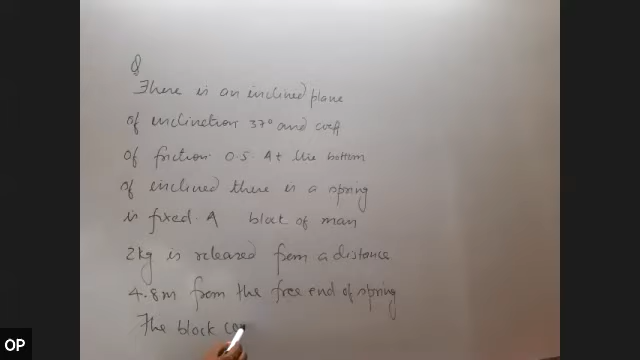 Q
There is an inclined plane
of inclination 37° and coeff
of friction 0.5. At the bottom
of inclined there is a spring
is fixed. A block of mass
2kg is released from a distance
4.8m from the free end of spring
The block co
OP